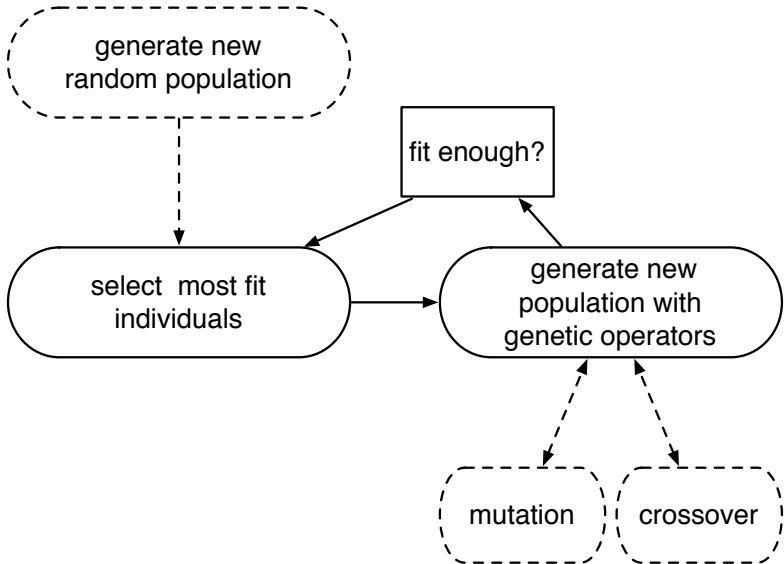 generate new
random population
fit enough?
select most fit
individuals
generate new
population with
genetic operators
mutation
crossover